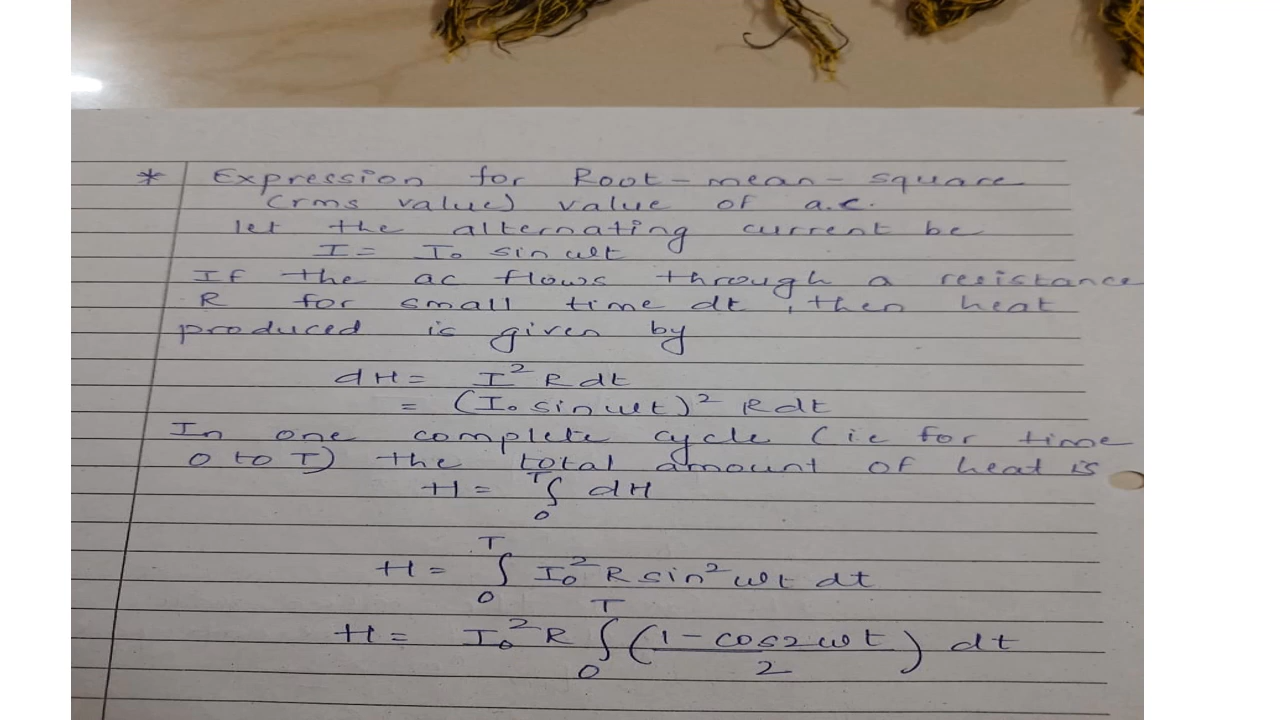 * Expression for Root-mean-square
(rms value) value of a.c.
let the alternating current be
I = I₀ sin ωt
If the ac flows through a resistance
R for small time dt, then heat
produced is given by
dH = I² R dt
= (I₀ sin ωt)² R dt
In one complete cycle (ie for time
0 to T) the total amount of heat is
H = ∫₀ᵀ dH
H = ∫₀ᵀ I₀² R sin² ωt dt
H = I₀² R ∫₀ᵀ (1 - cos2ωt / 2) dt